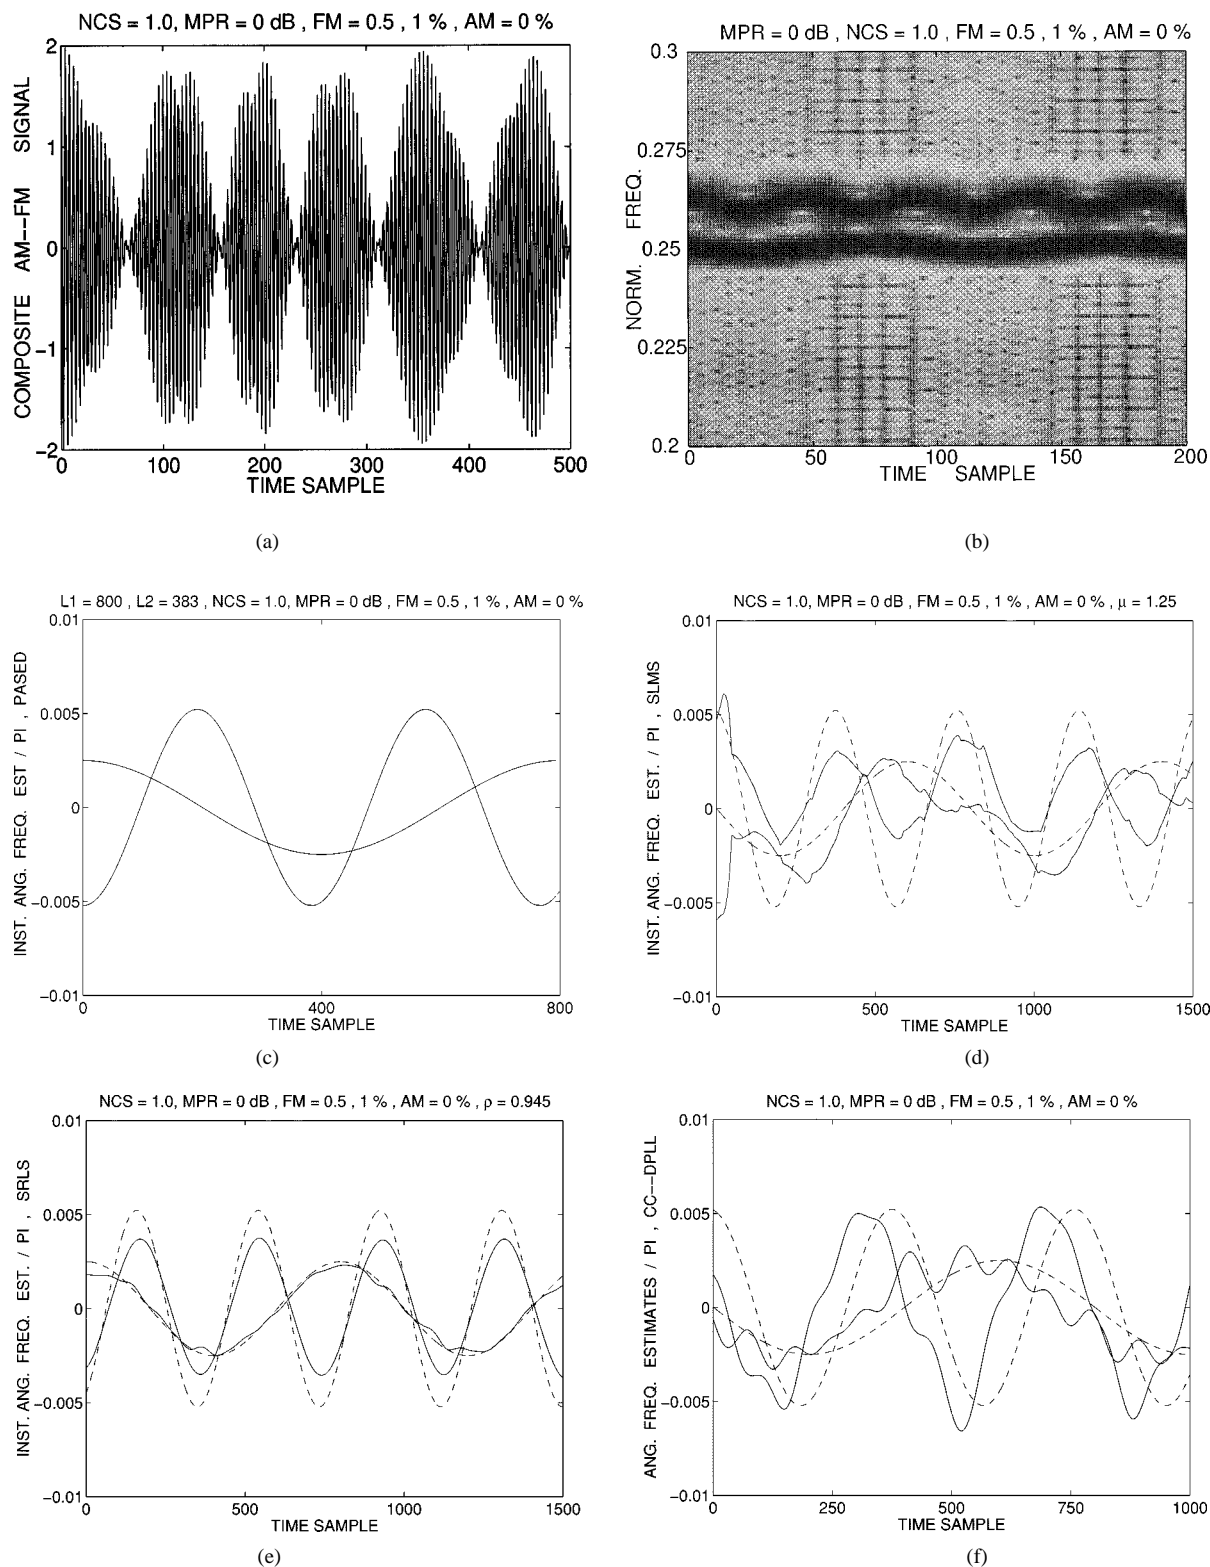 NCS = 1.0, MPR = 0 dB , FM = 0.5 , 1 % , AM = 0 %
COMPOSITE AM--FM SIGNAL
2
1
0
-1
-2
0 100 200 300 400 500
TIME SAMPLE
(a)
MPR = 0 dB , NCS = 1.0 , FM = 0.5 , 1 % , AM = 0 %
NORM. FREQ.
0.3
0.275
0.25
0.225
0.2
0 50 100 150 200
TIME SAMPLE
(b)
L1 = 800 , L2 = 383 , NCS = 1.0, MPR = 0 dB , FM = 0.5 , 1 % , AM = 0 %
INST. ANG. FREQ. EST / PI , PASED
0.01
0.005
0
-0.005
-0.01
0 400 800
TIME SAMPLE
(c)
NCS = 1.0, MPR = 0 dB , FM = 0.5 , 1 % , AM = 0 % , μ = 1.25
INST. ANG. FREQ. EST. / PI , SLMS
0.01
0.005
0
-0.005
-0.01
0 500 1000 1500
TIME SAMPLE
(d)
NCS = 1.0, MPR = 0 dB , FM = 0.5 , 1 % , AM = 0 % , ρ = 0.945
INST. ANG. FREQ. EST. / PI , SRLS
0.01
0.005
0
-0.005
-0.01
0 500 1000 1500
TIME SAMPLE
(e)
NCS = 1.0, MPR = 0 dB , FM = 0.5 , 1 % , AM = 0 %
ANG. FREQ. ESTIMATES / PI , CC--DPLL
0.01
0.005
0
-0.005
-0.01
0 250 500 750 1000
TIME SAMPLE
(f)